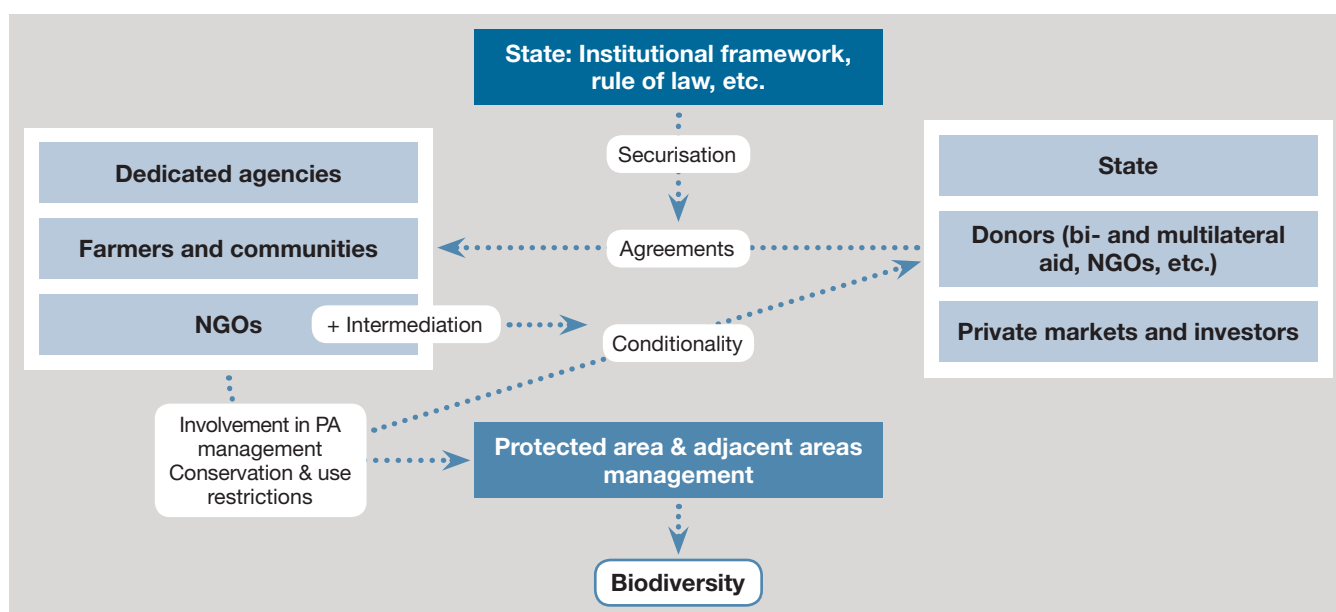 State: Institutional framework,
rule of law, etc.
Securisation
Dedicated agencies
Farmers and communities
NGOs
+ Intermediation
Agreements
Conditionality
State
Donors (bi- and multilateral
aid, NGOs, etc.)
Private markets and investors
Involvement in PA
management
Conservation & use
restrictions
Protected area & adjacent areas
management
Biodiversity